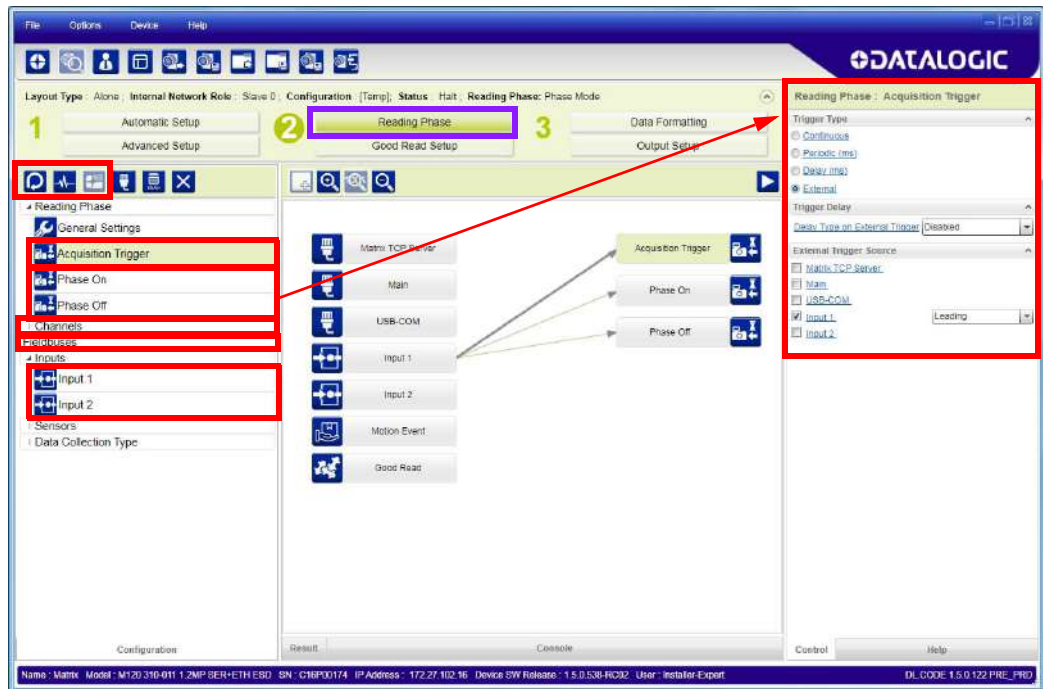 File Options Device Help
DATALOGIC
Layout Type : Alone ; Internal Network Role : Slave 0 ; Configuration : [Temp]; Status : Halt ; Reading Phase: Phase Mode
1 Automatic Setup
Advanced Setup
2 Reading Phase
Good Read Setup
3 Data Formatting
Output Setup
Reading Phase
General Settings
Acquisition Trigger
Phase On
Phase Off
Channels
Fieldbuses
Inputs
Input 1
Input 2
Sensors
Data Collection Type
Configuration
Matrix TCP Server
Main
USB-COM
Input 1
Input 2
Motion Event
Good Read
Acquisition Trigger
Phase On
Phase Off
Result Console
Reading Phase : Acquisition Trigger
Trigger Type
Continuous
Periodic (ms)
Delay (ms)
External
Trigger Delay
Delay Type on External Trigger Disabled
External Trigger Source
Matrix TCP Server
Main
USB-COM
Input 1 Leading
Input 2
Control Help
Name : Matrix Model : M120 310-011 1.2MP SER+ETH ESD SN : C16P00174 IP Address : 172.27.102.16 Device SW Release : 1.5.0.538-RC02 User : Installer-Expert DL.CODE 1.5.0.122 PRE_PRD